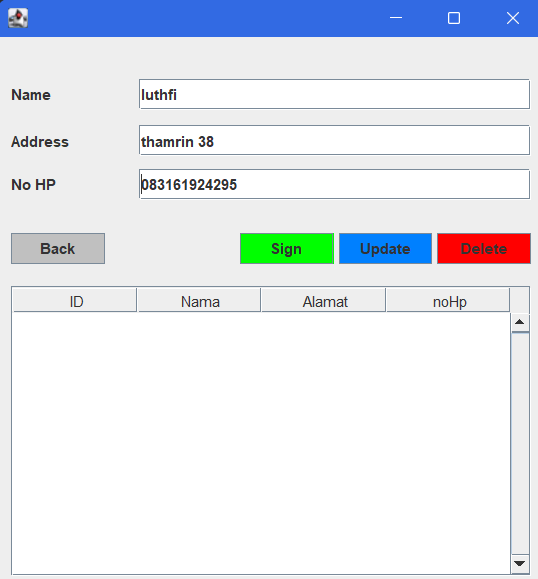 Name luthfi
Address thamrin 38
No HP 083161924295
Back Sign Update Delete
ID Nama Alamat noHp